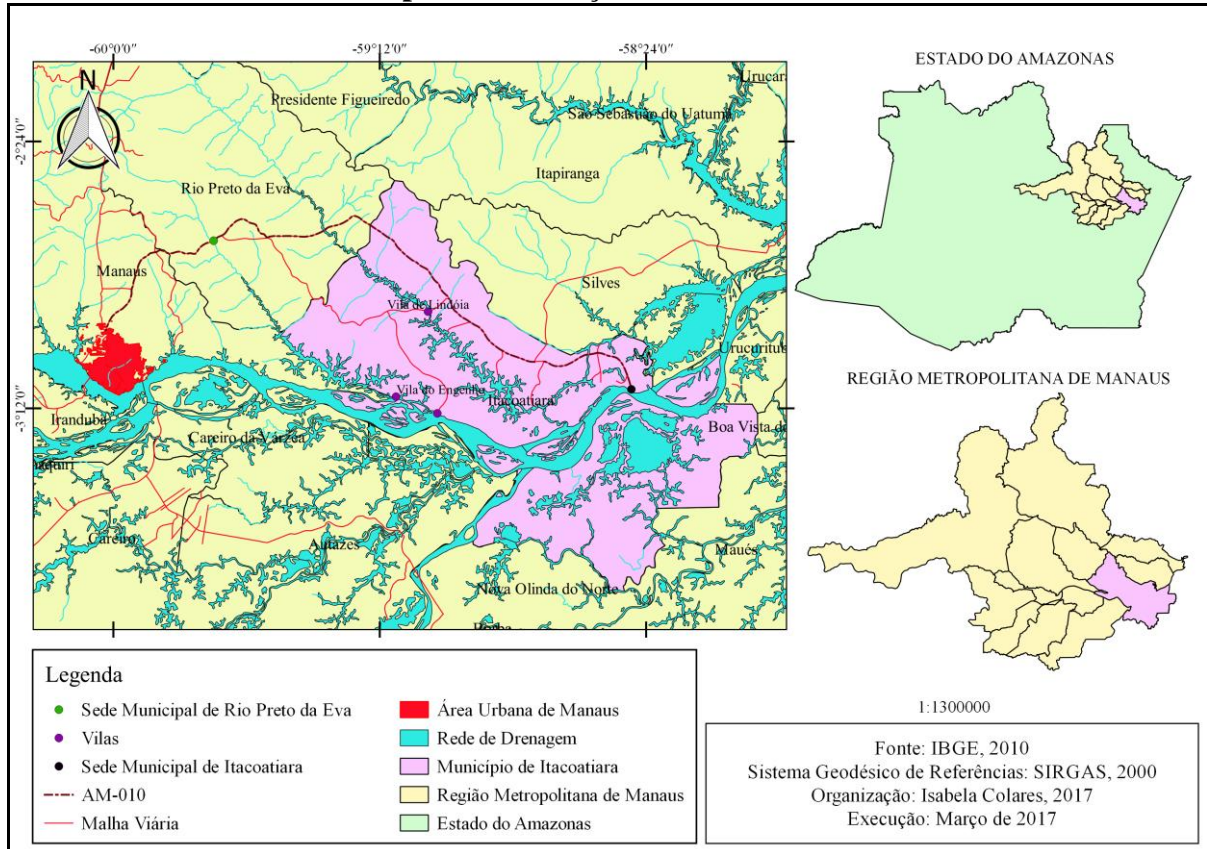 -60°0'0"
-59°12'0"
-58°24'0"
-2°24'0"
-3°12'0"
N
Presidente Figueiredo
Urucar
São Sebastião do Uatumã
Itapiranga
Rio Preto da Eva
Manaus
Silves
Vila de Lindóia
Urucurituba
Vila do Engenho
Itacoatiara
Iranduba
Careiro da Várzea
Boa Vista do
Careiro
Autazes
Maués
Nova Olinda do Norte
Borba
ESTADO DO AMAZONAS
REGIÃO METROPOLITANA DE MANAUS
Legenda
Sede Municipal de Rio Preto da Eva
Vilas
Sede Municipal de Itacoatiara
AM-010
Malha Viária
Área Urbana de Manaus
Rede de Drenagem
Município de Itacoatiara
Região Metropolitana de Manaus
Estado do Amazonas
1:1300000
Fonte: IBGE, 2010
Sistema Geodésico de Referências: SIRGAS, 2000
Organização: Isabela Colares, 2017
Execução: Março de 2017